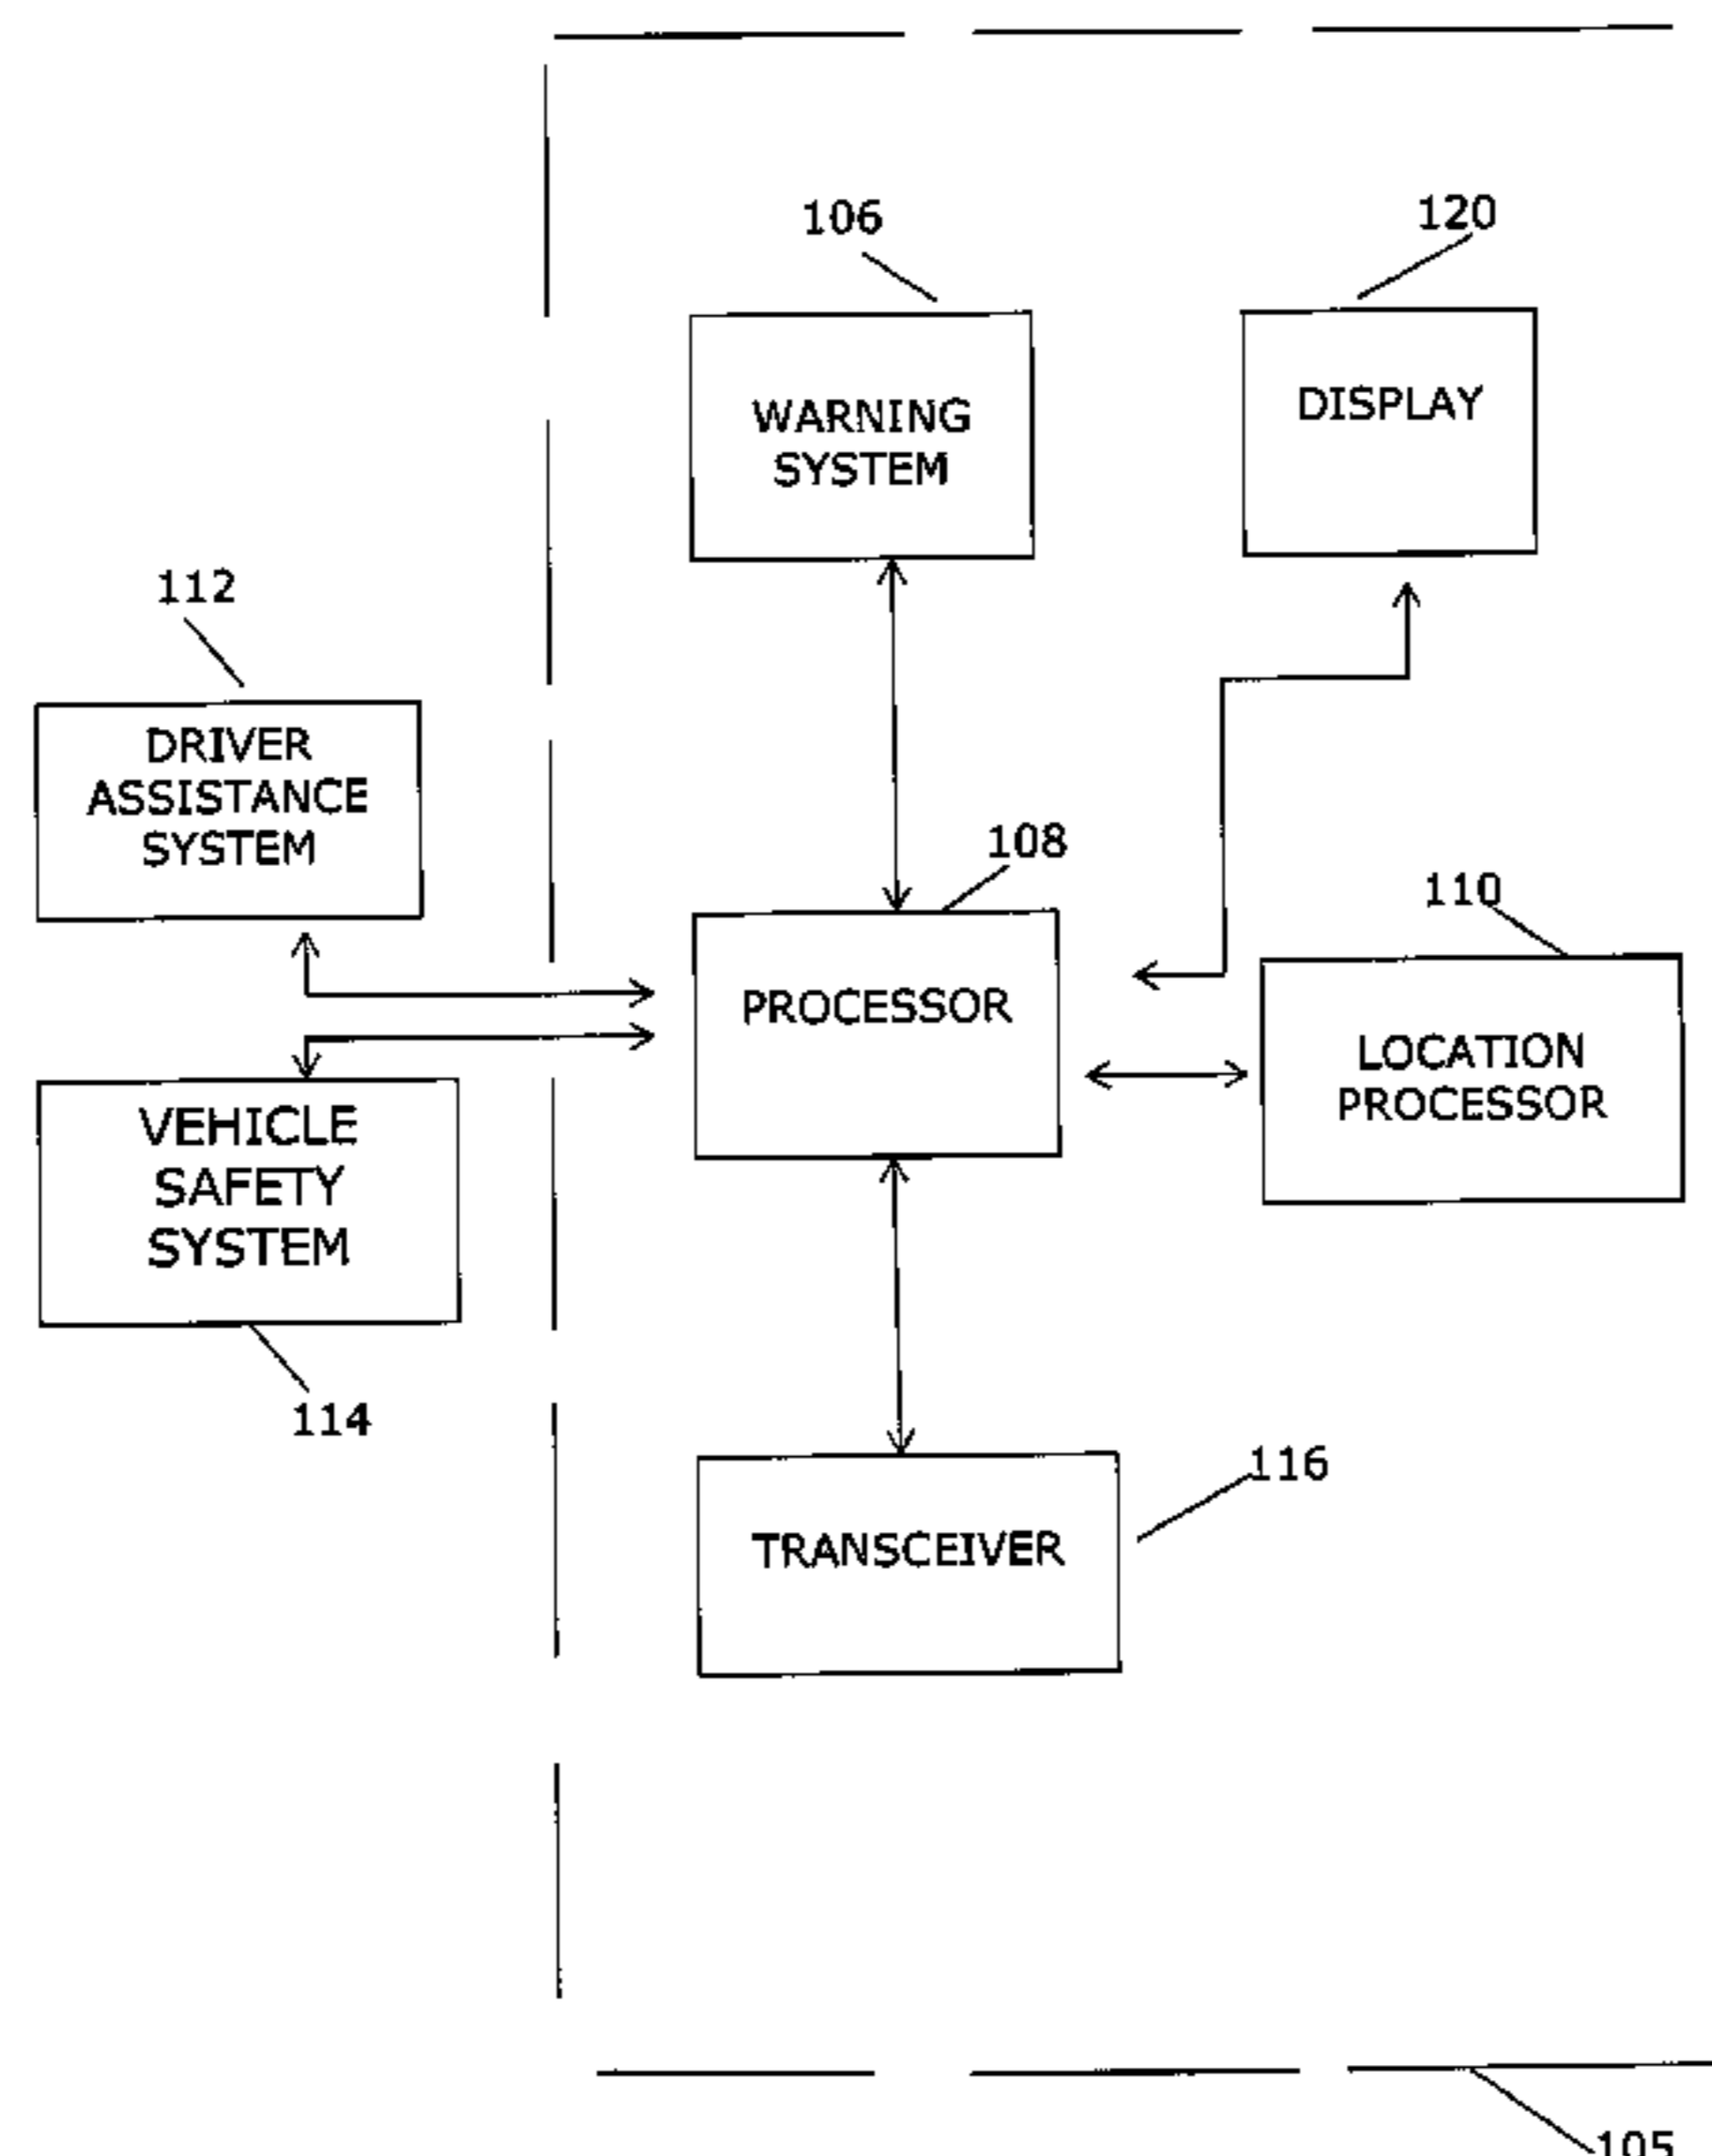 106
120
WARNING
SYSTEM
DISPLAY
112
DRIVER
ASSISTANCE
SYSTEM
108
110
PROCESSOR
LOCATION
PROCESSOR
VEHICLE
SAFETY
SYSTEM
114
116
TRANSCEIVER
105